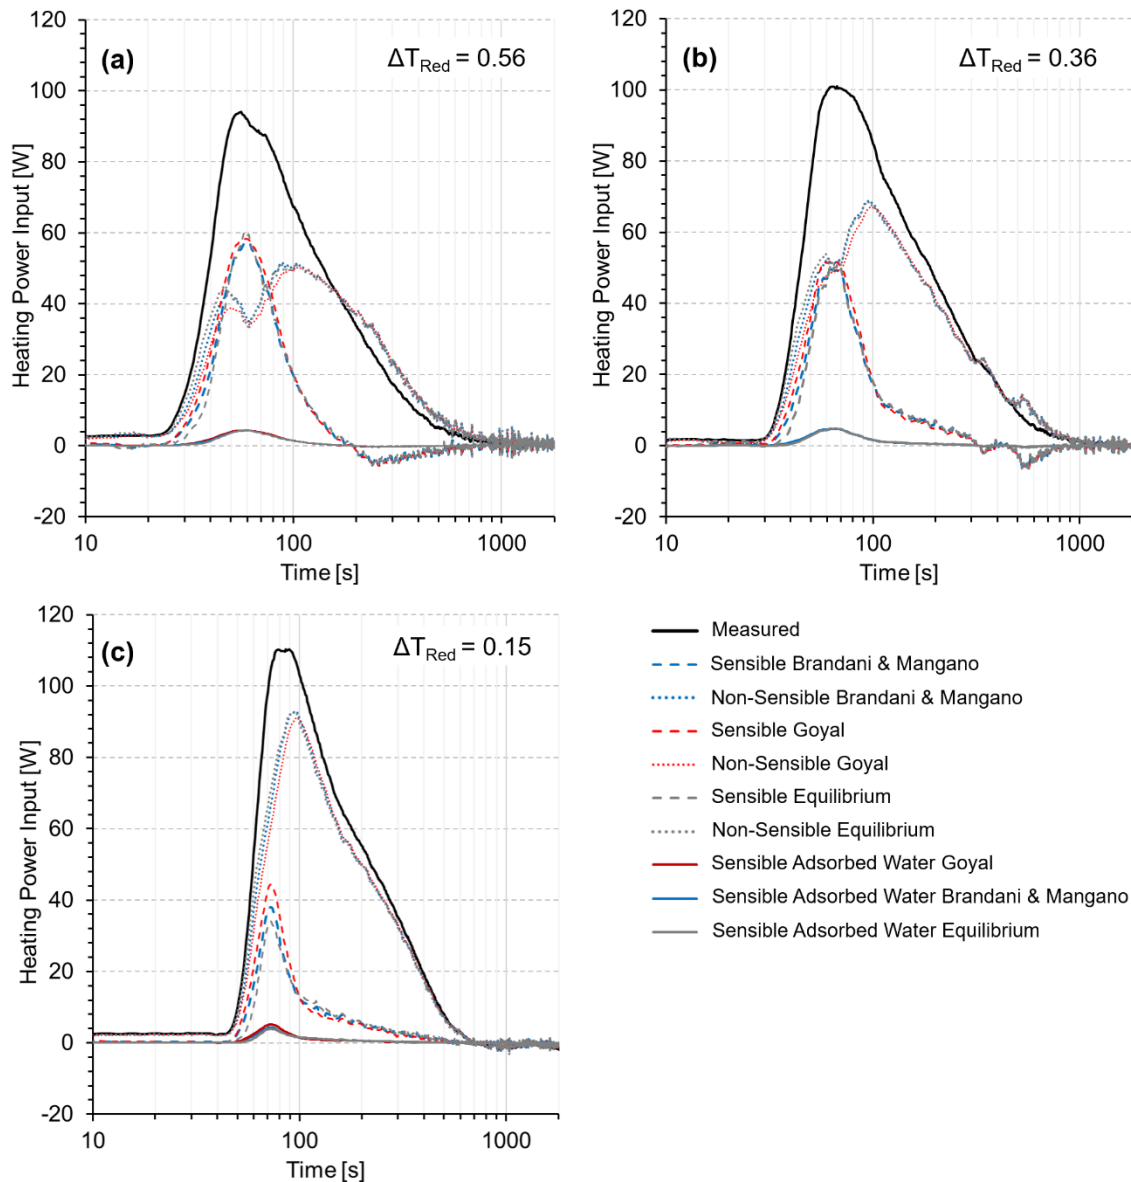 (a)
ΔT_Red = 0.56
Heating Power Input [W]
120
100
80
60
40
20
0
-20
10
100
1000
Time [s]
(b)
ΔT_Red = 0.36
Heating Power Input [W]
120
100
80
60
40
20
0
-20
10
100
1000
Time [s]
(c)
ΔT_Red = 0.15
Heating Power Input [W]
120
100
80
60
40
20
0
-20
10
100
1000
Time [s]
Measured
Sensible Brandani & Mangano
Non-Sensible Brandani & Mangano
Sensible Goyal
Non-Sensible Goyal
Sensible Equilibrium
Non-Sensible Equilibrium
Sensible Adsorbed Water Goyal
Sensible Adsorbed Water Brandani & Mangano
Sensible Adsorbed Water Equilibrium